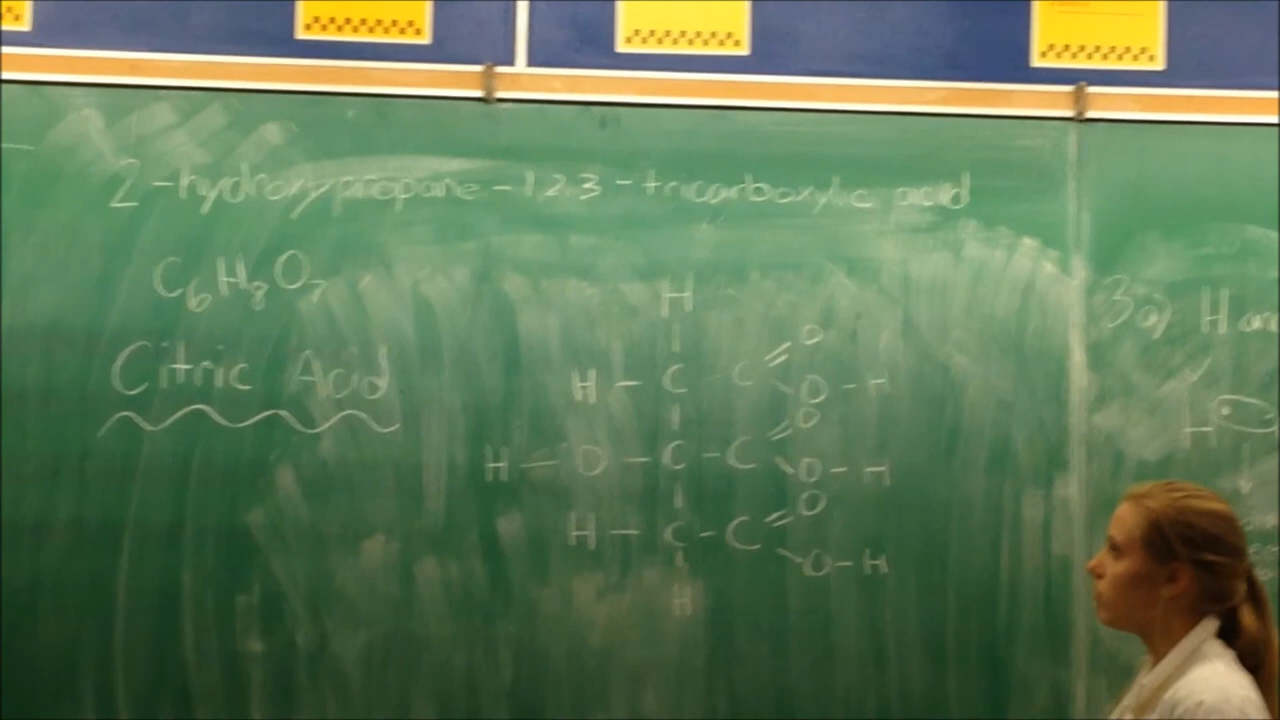 2-hydroxypropane-1,2,3-tricarboxylic acid
C6H8O7
Citric Acid
H
H - C - C = O
O - H
H - O - C - C = O
O - H
H - C - C = O
O - H
H
3a) H
H